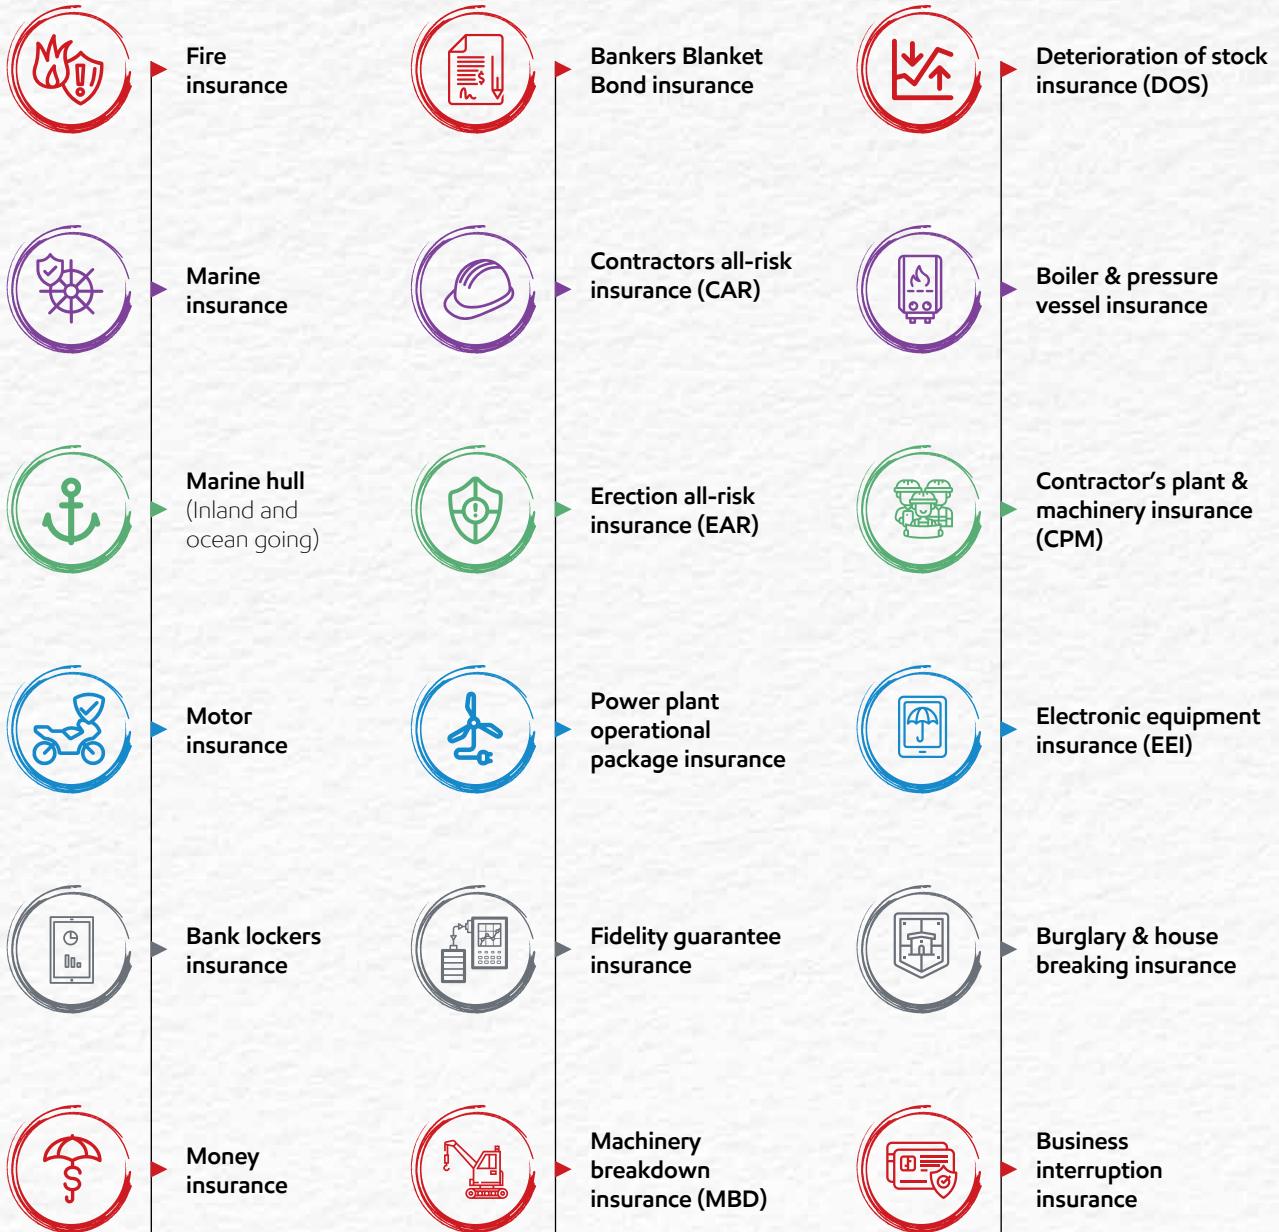 Fire
insurance
Marine
insurance
Marine hull
(Inland and
ocean going)
Motor
insurance
Bank lockers
insurance
Money
insurance
Bankers Blanket
Bond insurance
Contractors all-risk
insurance (CAR)
Erection all-risk
insurance (EAR)
Power plant
operational
package insurance
Fidelity guarantee
insurance
Machinery
breakdown
insurance (MBD)
Deterioration of stock
insurance (DOS)
Boiler & pressure
vessel insurance
Contractor’s plant &
machinery insurance
(CPM)
Electronic equipment
insurance (EEI)
Burglary & house
breaking insurance
Business
interruption
insurance